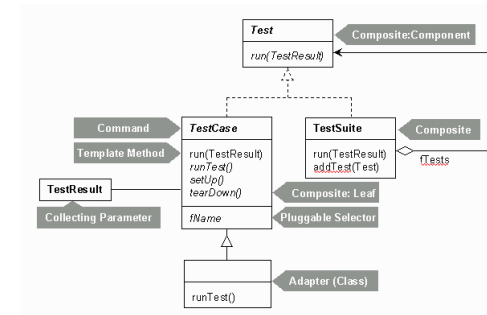 Test
Composite:Component
run(TestResult)
Command
TestCase
TestSuite
Composite
Template Method
run(TestResult)
runTest()
setUp()
tearDown()
run(TestResult)
addTest(Test)
fTests
TestResult
Composite: Leaf
Collecting Parameter
fName
Pluggable Selector
Adapter (Class)
runTest()